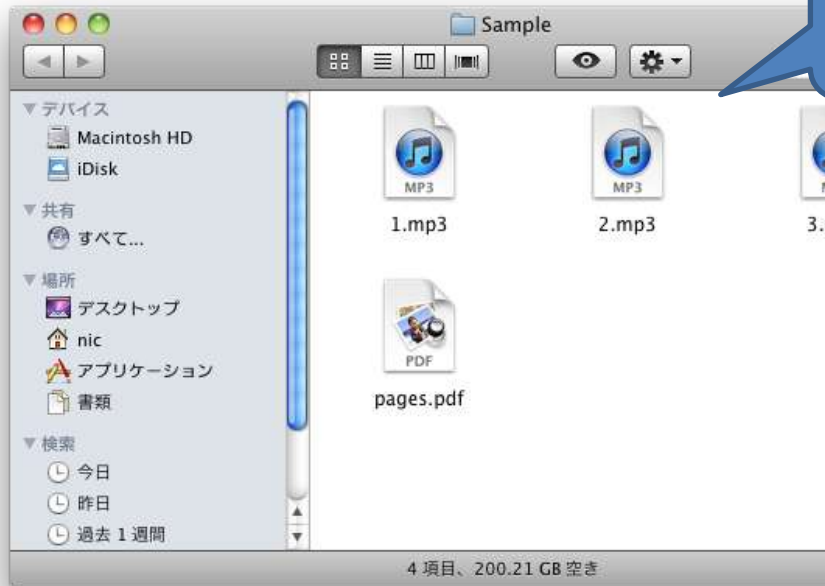 Sample
デバイス
Macintosh HD
iDisk
共有
すべて...
場所
デスクトップ
nic
アプリケーション
書類
検索
今日
昨日
過去 1 週間
MP3
1.mp3
MP3
2.mp3
3.
PDF
pages.pdf
4 項目、200.21 GB 空き